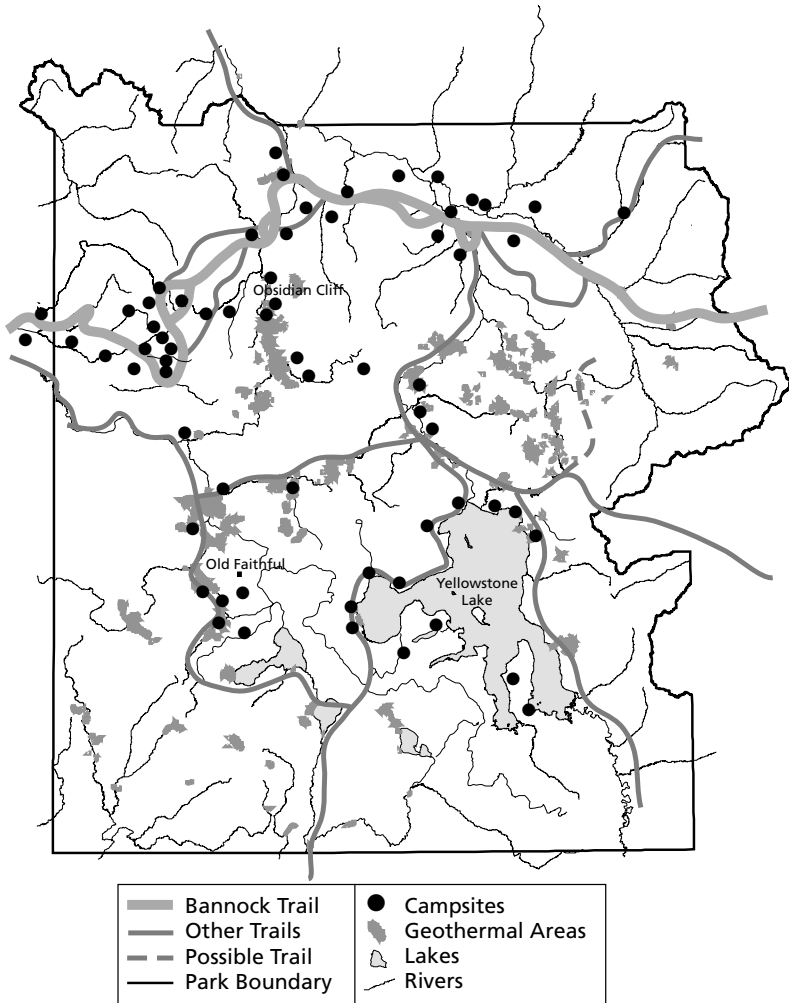 Obsidian Cliff
Old Faithful
Yellowstone
Lake
Bannock Trail
Other Trails
Possible Trail
Park Boundary
Campsites
Geothermal Areas
Lakes
Rivers